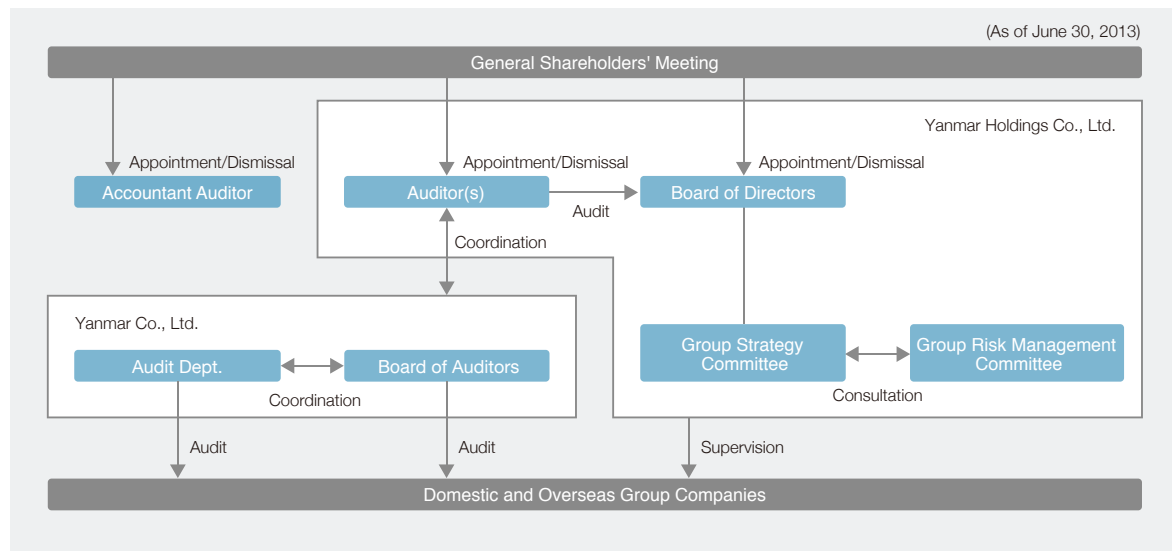 (As of June 30, 2013)
General Shareholders' Meeting
Yanmar Holdings Co., Ltd.
Appointment/Dismissal
Appointment/Dismissal
Appointment/Dismissal
Accountant Auditor
Auditor(s)
Board of Directors
Audit
Coordination
Yanmar Co., Ltd.
Audit Dept.
Board of Auditors
Coordination
Group Strategy
Committee
Group Risk Management
Committee
Consultation
Audit
Audit
Supervision
Domestic and Overseas Group Companies